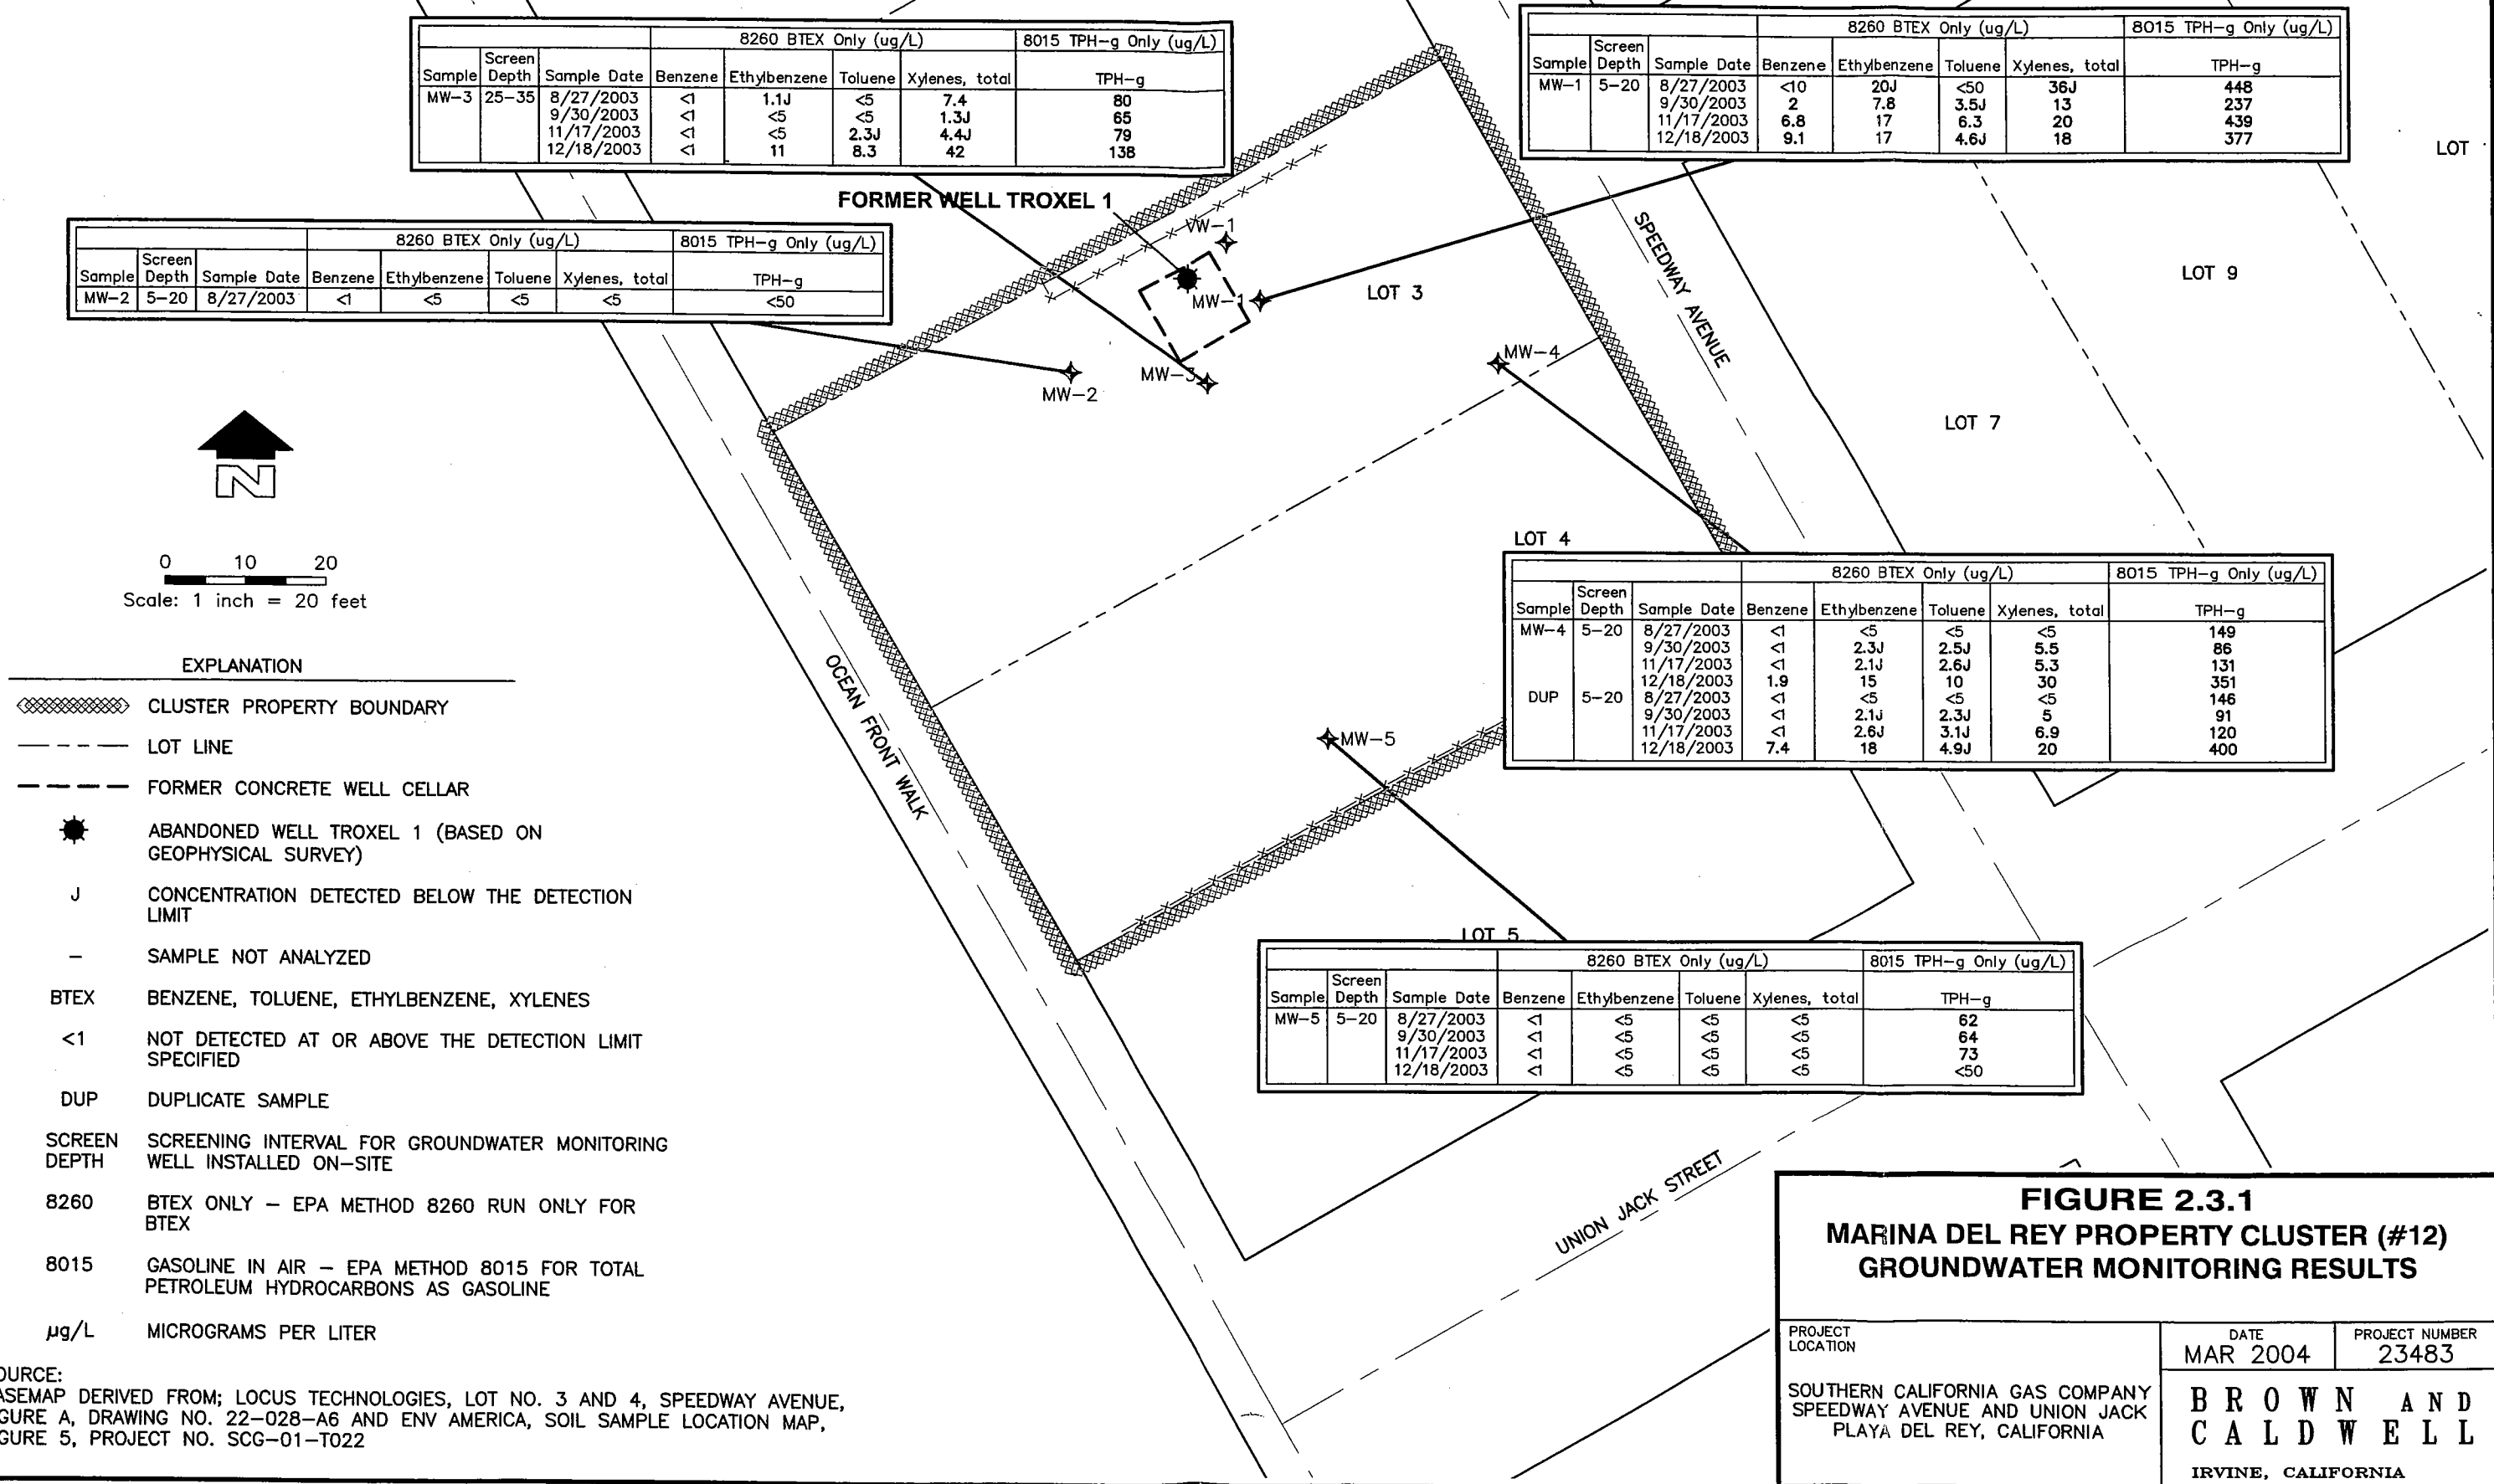 8260 BTEX Only (ug/L) 8015 TPH-g Only (ug/L)
Sample Screen Depth Sample Date Benzene Ethylbenzene Toluene Xylenes, total TPH-g
MW-3 25-35 8/27/2003 <1 1.1J <5 7.4 80
9/30/2003 <1 <5 <5 1.3J 65
11/17/2003 <1 <5 2.3J 4.4J 79
12/18/2003 <1 11 8.3 42 138
8260 BTEX Only (ug/L) 8015 TPH-g Only (ug/L)
Sample Screen Depth Sample Date Benzene Ethylbenzene Toluene Xylenes, total TPH-g
MW-1 5-20 8/27/2003 <10 20J <50 36J 448
9/30/2003 2 7.8 3.5J 13 237
11/17/2003 6.8 17 6.3 20 439
12/18/2003 9.1 17 4.6J 18 377
LOT
FORMER WELL TROXEL 1
8260 BTEX Only (ug/L) 8015 TPH-g Only (ug/L)
Sample Screen Depth Sample Date Benzene Ethylbenzene Toluene Xylenes, total TPH-g
MW-2 5-20 8/27/2003 <1 <5 <5 <5 <50
VW-1
MW-1
LOT 3
SPEEDWAY AVENUE
LOT 9
MW-4
MW-3
MW-2
LOT 7
N
0 10 20
Scale: 1 inch = 20 feet
LOT 4
8260 BTEX Only (ug/L) 8015 TPH-g Only (ug/L)
Sample Screen Depth Sample Date Benzene Ethylbenzene Toluene Xylenes, total TPH-g
MW-4 5-20 8/27/2003 <1 <5 <5 <5 149
9/30/2003 <1 2.3J 2.5J 5.5 86
11/17/2003 <1 2.1J 2.6J 5.3 131
12/18/2003 1.9 15 10 30 351
DUP 5-20 8/27/2003 <1 <5 <5 <5 146
9/30/2003 <1 2.1J 2.3J 5 91
11/17/2003 <1 2.6J 3.1J 6.9 120
12/18/2003 7.4 18 4.9J 20 400
OCEAN FRONT WALK
MW-5
LOT 5
8260 BTEX Only (ug/L) 8015 TPH-g Only (ug/L)
Sample Screen Depth Sample Date Benzene Ethylbenzene Toluene Xylenes, total TPH-g
MW-5 5-20 8/27/2003 <1 <5 <5 <5 62
9/30/2003 <1 <5 <5 <5 64
11/17/2003 <1 <5 <5 <5 73
12/18/2003 <1 <5 <5 <5 <50
UNION JACK STREET
EXPLANATION
CLUSTER PROPERTY BOUNDARY
LOT LINE
FORMER CONCRETE WELL CELLAR
ABANDONED WELL TROXEL 1 (BASED ON
GEOPHYSICAL SURVEY)
J CONCENTRATION DETECTED BELOW THE DETECTION
LIMIT
- SAMPLE NOT ANALYZED
BTEX BENZENE, TOLUENE, ETHYLBENZENE, XYLENES
<1 NOT DETECTED AT OR ABOVE THE DETECTION LIMIT
SPECIFIED
DUP DUPLICATE SAMPLE
SCREEN SCREENING INTERVAL FOR GROUNDWATER MONITORING
DEPTH WELL INSTALLED ON-SITE
8260 BTEX ONLY - EPA METHOD 8260 RUN ONLY FOR
BTEX
8015 GASOLINE IN AIR - EPA METHOD 8015 FOR TOTAL
PETROLEUM HYDROCARBONS AS GASOLINE
µg/L MICROGRAMS PER LITER
OURCE:
ASEMAP DERIVED FROM; LOCUS TECHNOLOGIES, LOT NO. 3 AND 4, SPEEDWAY AVENUE,
GURE A, DRAWING NO. 22-028-A6 AND ENV AMERICA, SOIL SAMPLE LOCATION MAP,
GURE 5, PROJECT NO. SCG-01-T022
FIGURE 2.3.1
MARINA DEL REY PROPERTY CLUSTER (#12)
GROUNDWATER MONITORING RESULTS
PROJECT
LOCATION
SOUTHERN CALIFORNIA GAS COMPANY
SPEEDWAY AVENUE AND UNION JACK
PLAYA DEL REY, CALIFORNIA
DATE
MAR 2004
PROJECT NUMBER
23483
BROWN AND
CALDWELL
IRVINE, CALIFORNIA